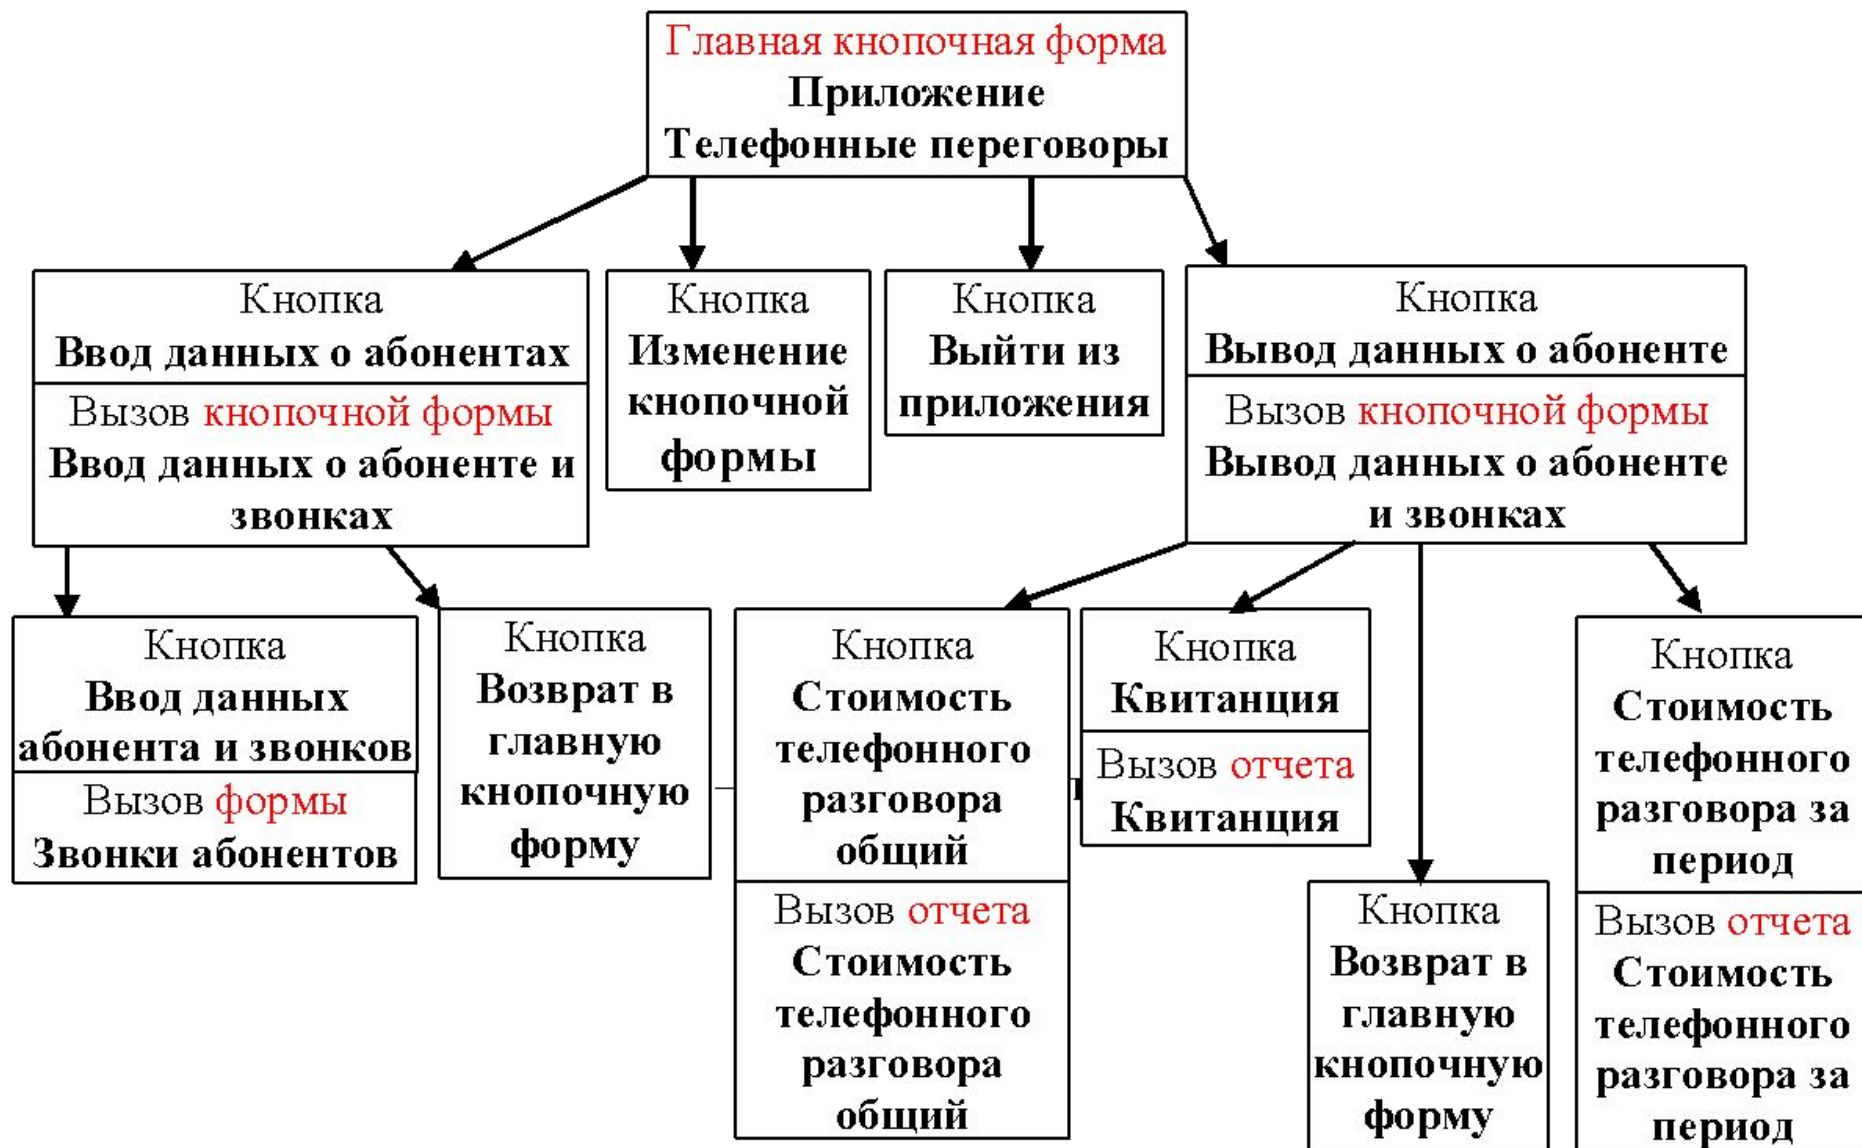 Главная кнопочная форма
Приложение
Телефонные переговоры
Кнопка
Ввод данных о абонентах
Вызов кнопочной формы
Ввод данных о абоненте и
звонках
Кнопка
Изменение
кнопочной
формы
Кнопка
Выйти из
приложения
Кнопка
Вывод данных о абоненте
Вызов кнопочной формы
Вывод данных о абоненте
и звонках
Кнопка
Ввод данных
абонента и звонков
Вызов формы
Звонки абонентов
Кнопка
Возврат в
главную
кнопочную
форму
Кнопка
Стоимость
телефонного
разговора
общий
Вызов отчета
Стоимость
телефонного
разговора
общий
Кнопка
Квитанция
Вызов отчета
Квитанция
Кнопка
Возврат в
главную
кнопочную
форму
Кнопка
Стоимость
телефонного
разговора за
период
Вызов отчета
Стоимость
телефонного
разговора за
период